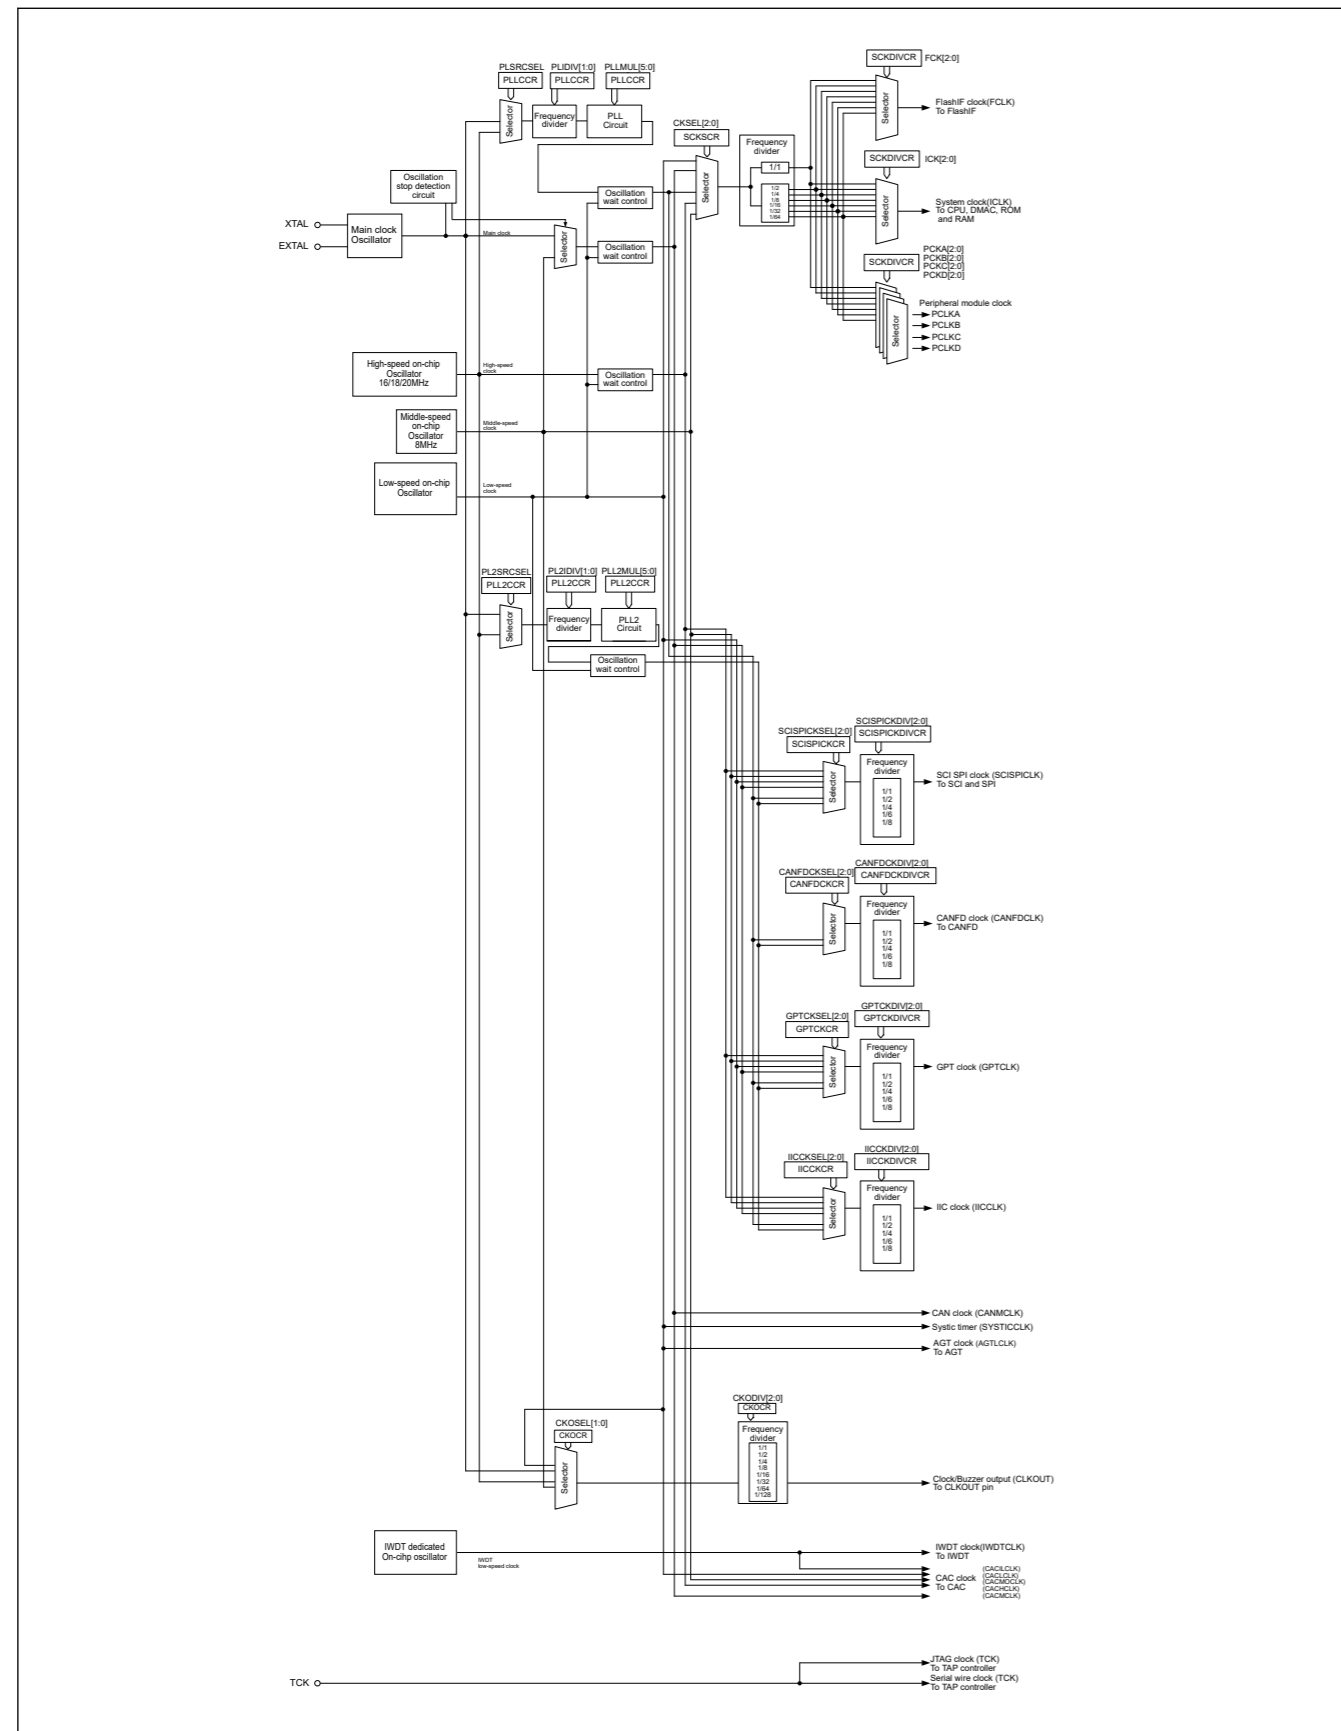 PLSRCSEL
PLLCCR
Selector
PLIDIV[1:0]
PLLCCR
Frequency
divider
PLLMUL[5:0]
PLLCCR
PLL
Circuit
CKSEL[2:0]
SCKSCR
Selector
Frequency
divider
1/1
1/2
1/4
1/8
1/16
1/32
1/64
SCKDIVCR
FCK[2:0]
Selector
FlashIF clock(FCLK)
To FlashIF
SCKDIVCR
ICK[2:0]
Selector
System clock(ICLK)
To CPU, DMAC, ROM
and RAM
PCKA[2:0]
PCKB[2:0]
PCKC[2:0]
PCKD[2:0]
SCKDIVCR
Selector
Peripheral module clock
PCLKA
PCLKB
PCLKC
PCLKD
Oscillation
stop detection
circuit
XTAL
EXTAL
Main clock
Oscillator
Main clock
Selector
Oscillation
wait control
Oscillation
wait control
High-speed on-chip
Oscillator
16/18/20MHz
High-speed
clock
Oscillation
wait control
Middle-speed
on-chip
Oscillator
8MHz
Middle-speed
clock
Low-speed on-chip
Oscillator
Low-speed
clock
PL2SRCSEL
PLL2CCR
Selector
PL2IDIV[1:0]
PLL2CCR
Frequency
divider
PLL2MUL[5:0]
PLL2CCR
PLL2
Circuit
Oscillation
wait control
SCISPICKSEL[2:0]
SCISPICKCR
Selector
SCISPICKDIV[2:0]
SCISPICKDIVCR
Frequency
divider
1/1
1/2
1/4
1/6
1/8
SCI SPI clock (SCISPICLK)
To SCI and SPI
CANFDCKSEL[2:0]
CANFDCKCR
Selector
CANFDCKDIV[2:0]
CANFDCKDIVCR
Frequency
divider
1/1
1/2
1/4
1/6
1/8
CANFD clock (CANFDCLK)
To CANFD
GPTCKSEL[2:0]
GPTCKCR
Selector
GPTCKDIV[2:0]
GPTCKDIVCR
Frequency
divider
1/1
1/2
1/4
1/6
1/8
GPT clock (GPTCLK)
IICCKSEL[2:0]
IICCKCR
Selector
IICCKDIV[2:0]
IICCKDIVCR
Frequency
divider
1/1
1/2
1/4
1/6
1/8
IIC clock (IICCLK)
CAN clock (CANMCLK)
Systic timer (SYSTICCLK)
AGT clock (AGTLCLK)
To AGT
CKOSEL[1:0]
CKOCR
Selector
CKODIV[2:0]
CKOCR
Frequency
divider
1/1
1/2
1/4
1/8
1/16
1/32
1/64
1/128
Clock/Buzzer output (CLKOUT)
To CLKOUT pin
IWDT dedicated
On-cihp oscillator
IWDT
low-speed clock
IWDT clock(IWDTCLK)
To IWDT
CAC clock
To CAC
(CACILCLK)
(CACLCLK)
(CACMOCLK)
(CACHCLK)
(CACMCLK)
TCK
JTAG clock (TCK)
To TAP controller
Serial wire clock (TCK)
To TAP controller